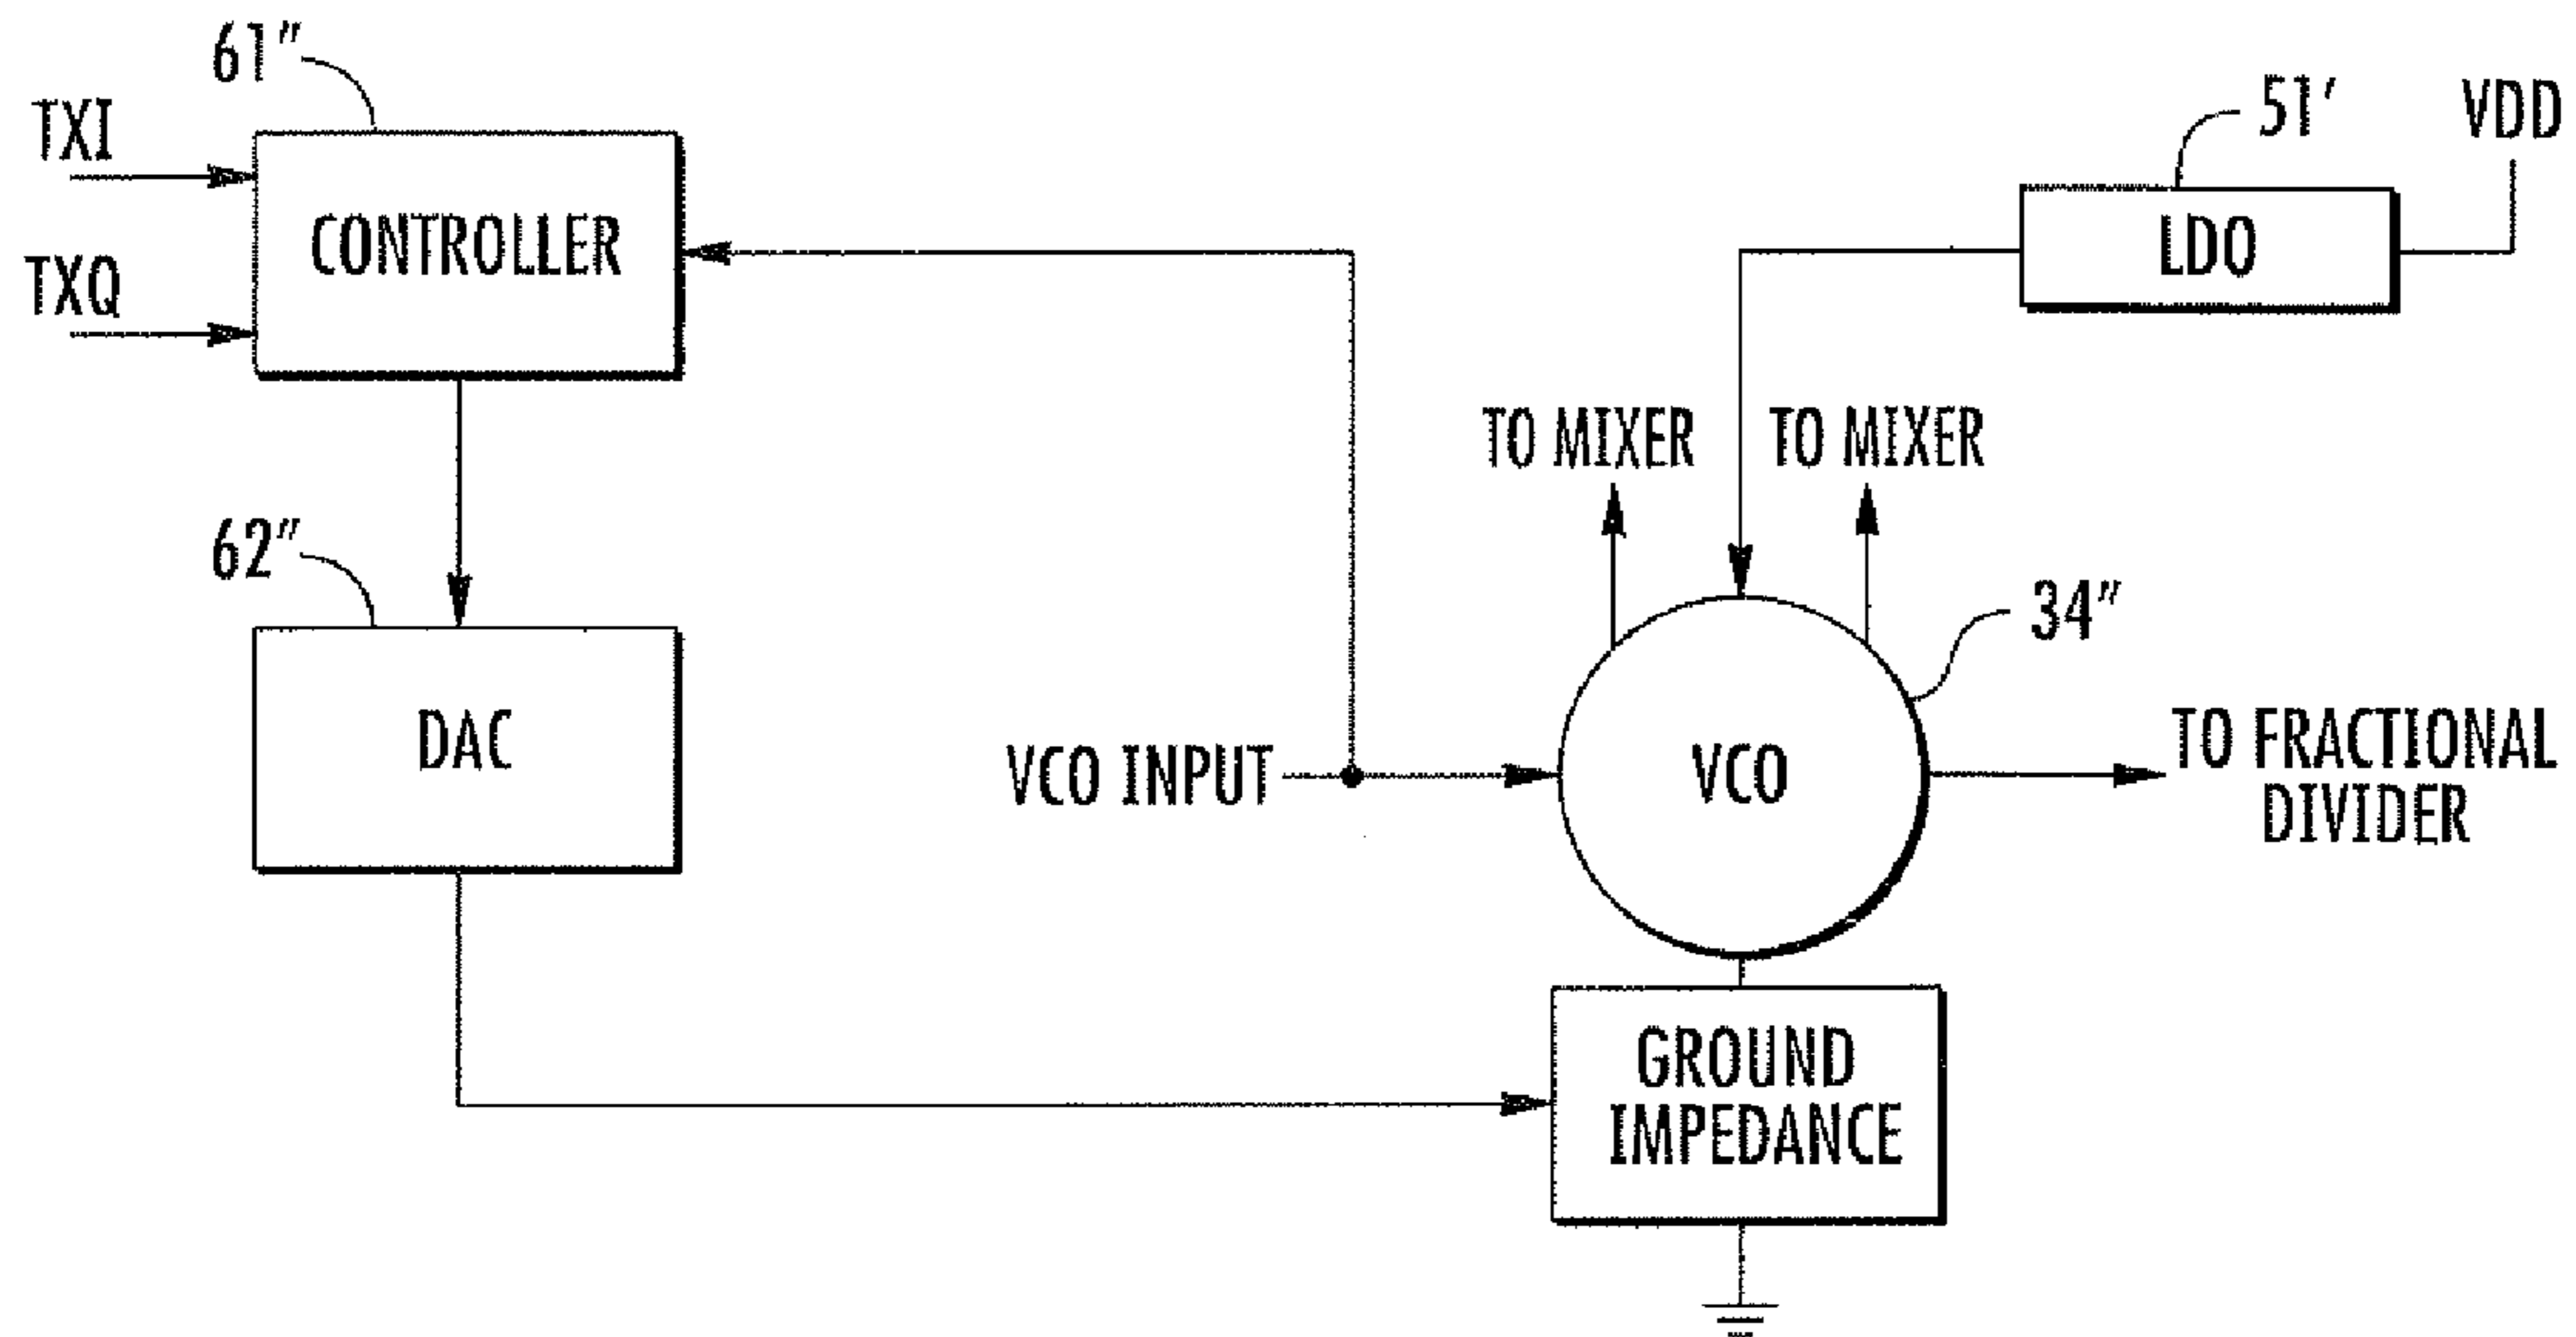 61″
TXI
TXQ
CONTROLLER
51′
VDD
LDO
TO MIXER
TO MIXER
62″
DAC
34″
VCO INPUT
VCO
TO FRACTIONAL
DIVIDER
GROUND
IMPEDANCE